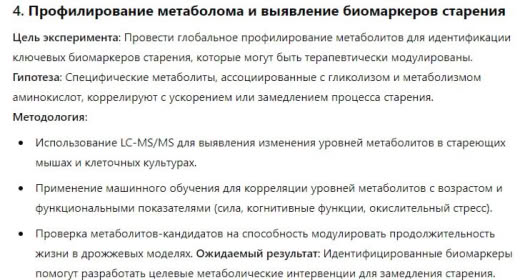 4. Профилирование метаболома и выявление биомаркеров старения
Цель эксперимента: Провести глобальное профилирование метаболитов для идентификации
ключевых биомаркеров старения, которые могут быть терапевтически модулированы.
Гипотеза: Специфические метаболиты, ассоциированные с гликолизом и метаболизмом
аминокислот, коррелируют с ускорением или замедлением процесса старения.
Методология:
• Использование LC-MS/MS для выявления изменения уровней метаболитов в стареющих
мышах и клеточных культурах.
• Применение машинного обучения для корреляции уровней метаболитов с возрастом и
функциональными показателями (сила, когнитивные функции, окислительный стресс).
• Проверка метаболитов-кандидатов на способность модулировать продолжительность
жизни в дрожжевых моделях. Ожидаемый результат: Идентифицированные биомаркеры
помогут разработать целевые метаболические интервенции для замедления старения.